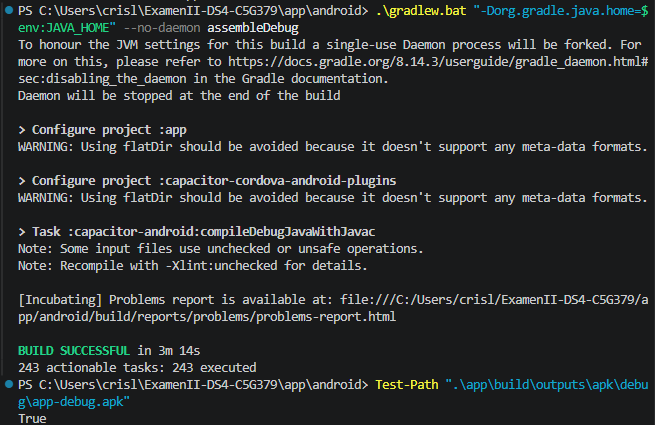 PS C:\Users\crisl\ExamenII-DS4-C5G379\app\android> .\gradlew.bat "-Dorg.gradle.java.home=$
env:JAVA_HOME" --no-daemon assembleDebug
To honour the JVM settings for this build a single-use Daemon process will be forked. For
more on this, please refer to https://docs.gradle.org/8.14.3/userguide/gradle_daemon.html#
sec:disabling_the_daemon in the Gradle documentation.
Daemon will be stopped at the end of the build
> Configure project :app
WARNING: Using flatDir should be avoided because it doesn't support any meta-data formats.
> Configure project :capacitor-cordova-android-plugins
WARNING: Using flatDir should be avoided because it doesn't support any meta-data formats.
> Task :capacitor-android:compileDebugJavaWithJavac
Note: Some input files use unchecked or unsafe operations.
Note: Recompile with -Xlint:unchecked for details.
[Incubating] Problems report is available at: file:///C:/Users/crisl/ExamenII-DS4-C5G379/a
pp/android/build/reports/problems/problems-report.html
BUILD SUCCESSFUL in 3m 14s
243 actionable tasks: 243 executed
PS C:\Users\crisl\ExamenII-DS4-C5G379\app\android> Test-Path ".\app\build\outputs\apk\debu
g\app-debug.apk"
True